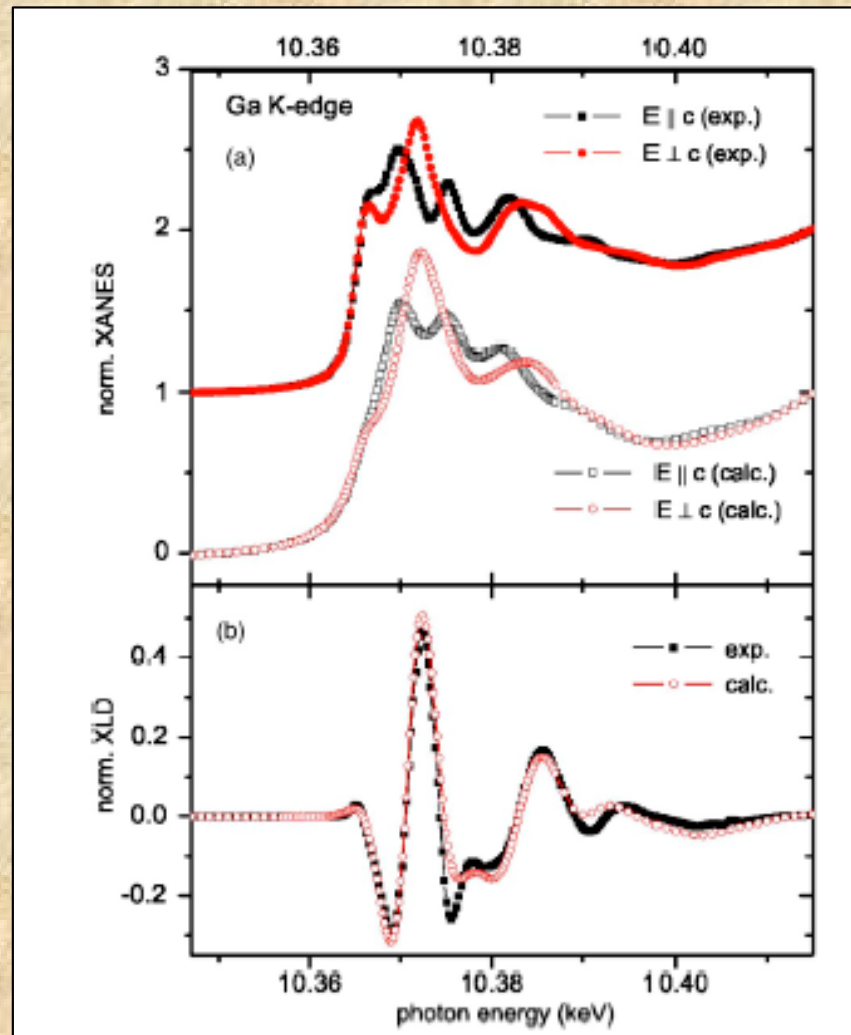 10.36 10.38 10.40
3
Ga K-edge
E ∥ c (exp.)
(a)
E ⊥ c (exp.)
2
norm. XANES
1
E ∥ c (calc.)
E ⊥ c (calc.)
0
(b)
exp.
0.4
calc.
norm. XLD
0.2
0.0
-0.2
10.36 10.38 10.40
photon energy (keV)